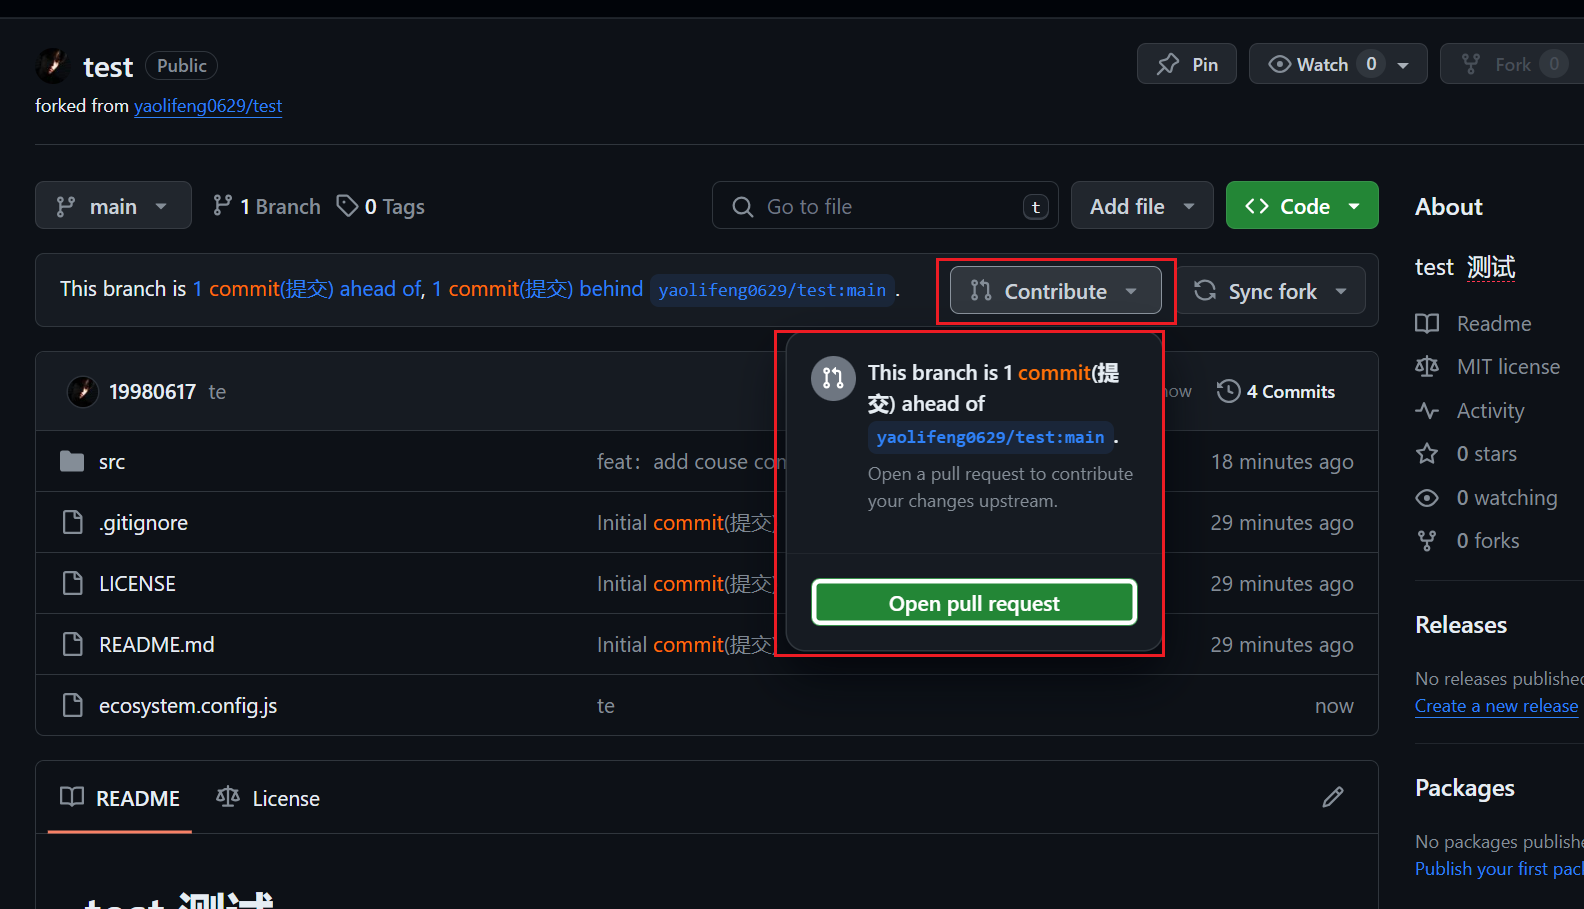 test Public
Pin
Watch 0
Fork 0
forked from yaolifeng0629/test
main
1 Branch
0 Tags
Go to file t
Add file
Code
About
test 测试
This branch is 1 commit(提交) ahead of, 1 commit(提交) behind yaolifeng0629/test:main .
Contribute
Sync fork
Readme
MIT license
Activity
0 stars
0 watching
0 forks
This branch is 1 commit(提
交) ahead of
yaolifeng0629/test:main .
Open a pull request to contribute
your changes upstream.
Open pull request
19980617 te
now
4 Commits
src feat: add couse com 18 minutes ago
.gitignore Initial commit(提交) 29 minutes ago
LICENSE Initial commit(提交) 29 minutes ago
README.md Initial commit(提交) 29 minutes ago
ecosystem.config.js te now
Releases
No releases published
Create a new release
README
License
Packages
No packages publishe
Publish your first pac
test 测试